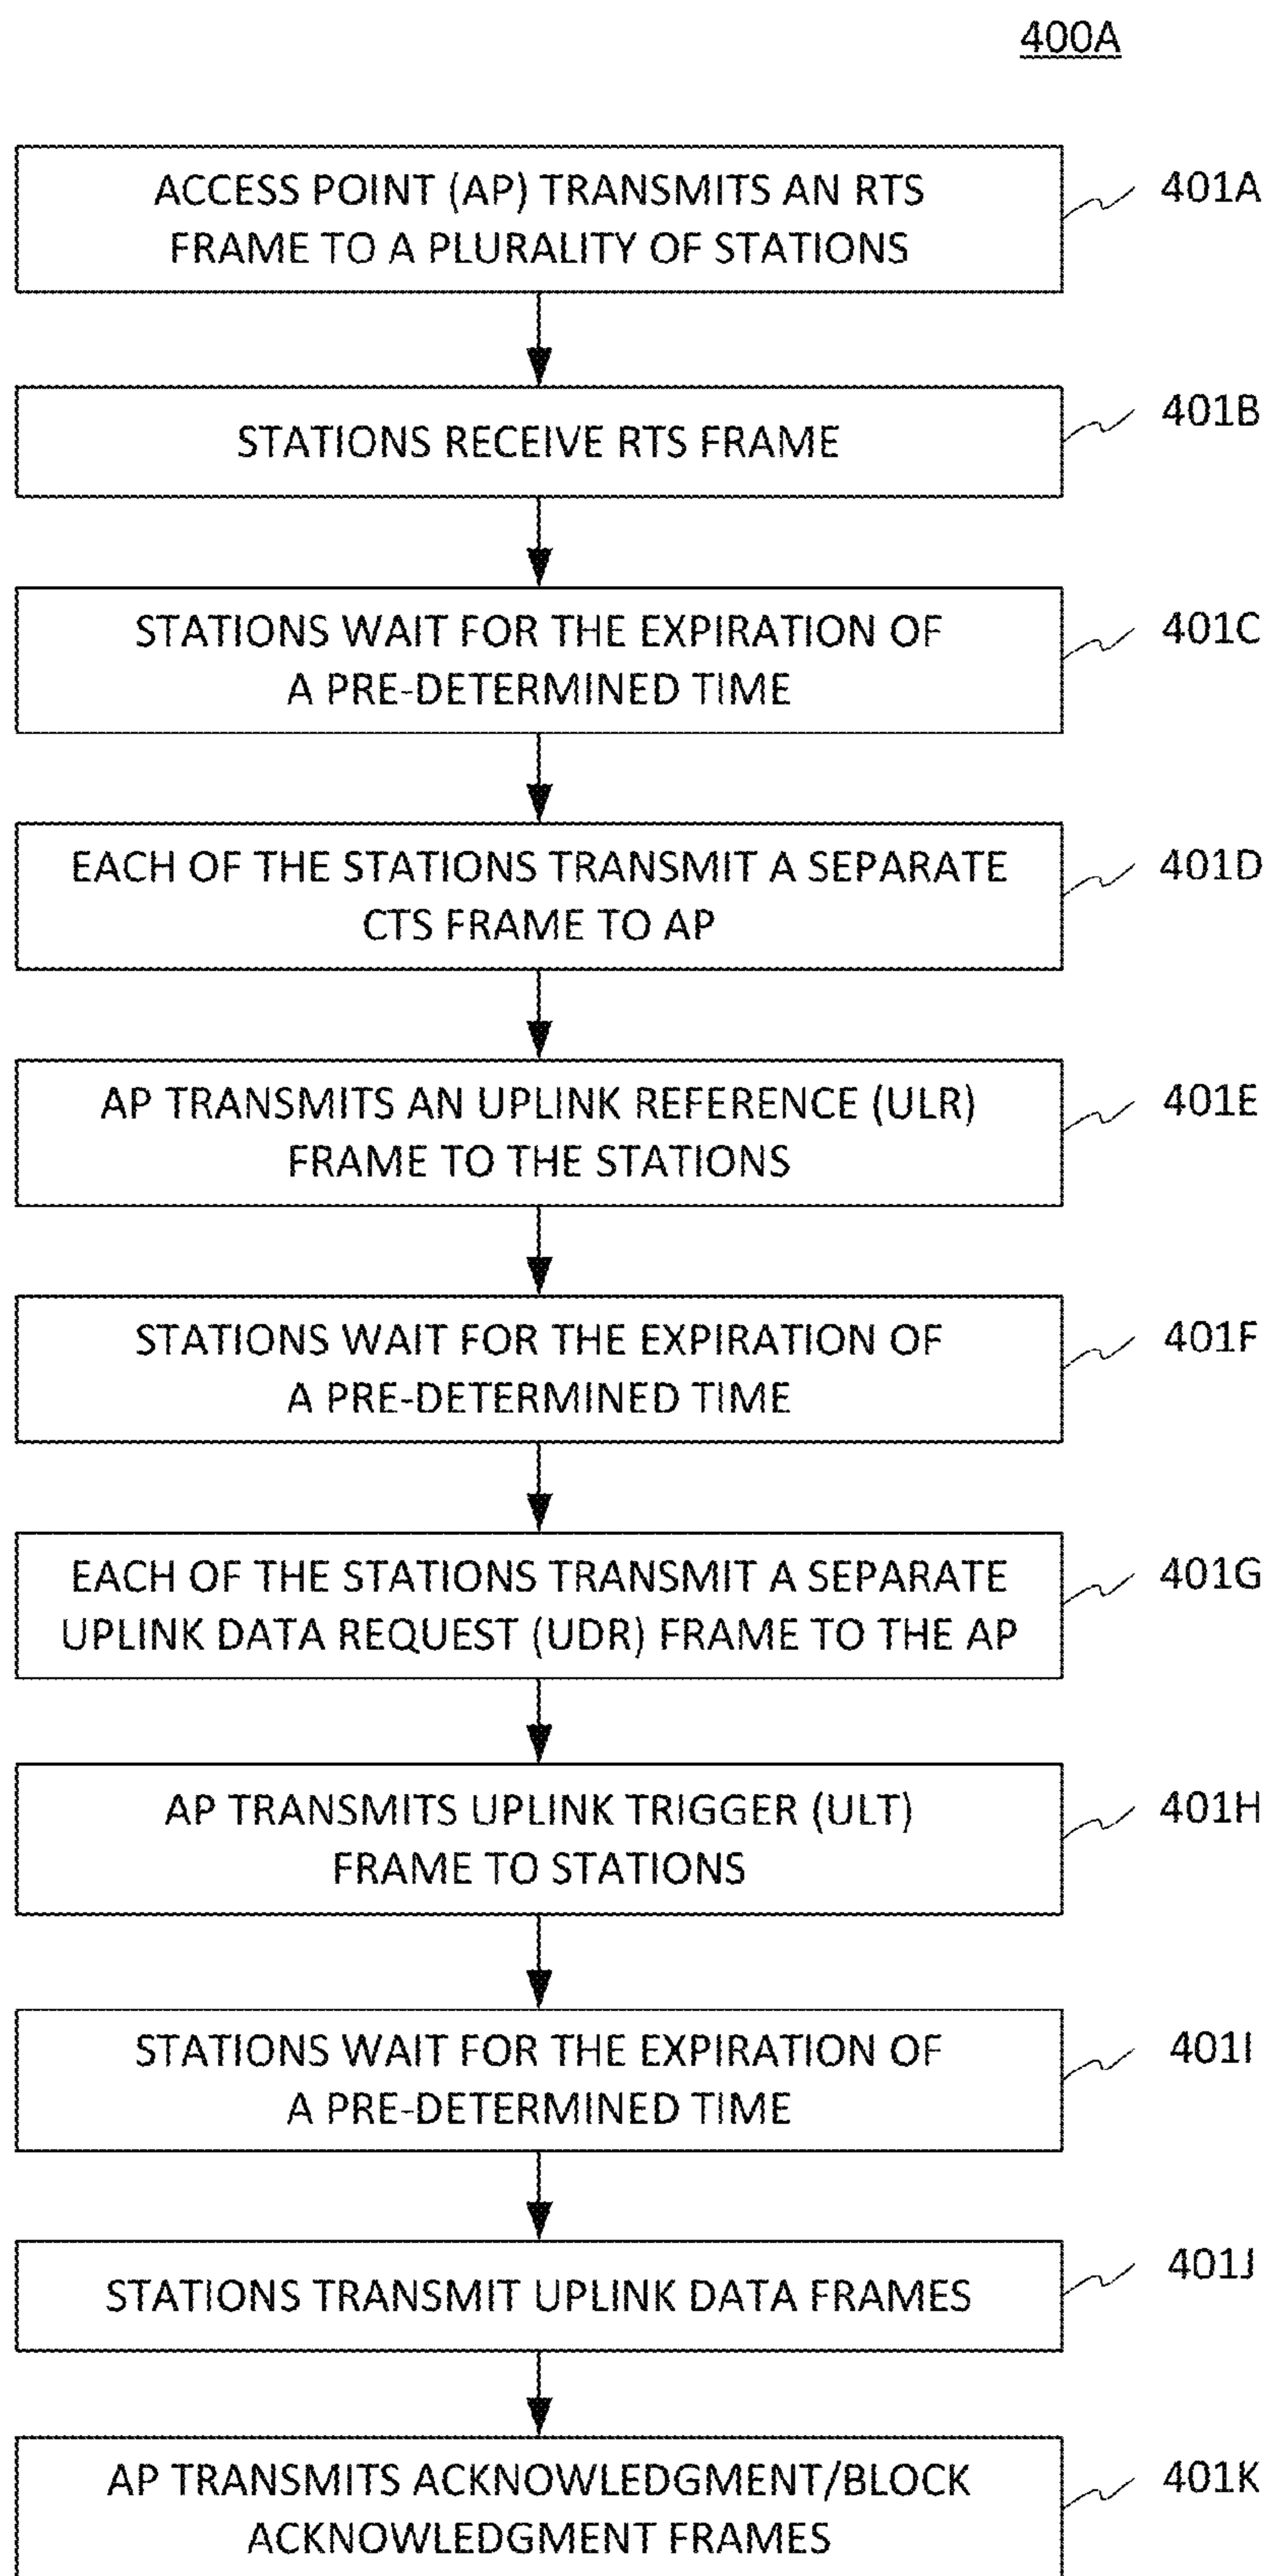 400A
ACCESS POINT (AP) TRANSMITS AN RTS
FRAME TO A PLURALITY OF STATIONS
401A
STATIONS RECEIVE RTS FRAME
401B
STATIONS WAIT FOR THE EXPIRATION OF
A PRE-DETERMINED TIME
401C
EACH OF THE STATIONS TRANSMIT A SEPARATE
CTS FRAME TO AP
401D
AP TRANSMITS AN UPLINK REFERENCE (ULR)
FRAME TO THE STATIONS
401E
STATIONS WAIT FOR THE EXPIRATION OF
A PRE-DETERMINED TIME
401F
EACH OF THE STATIONS TRANSMIT A SEPARATE
UPLINK DATA REQUEST (UDR) FRAME TO THE AP
401G
AP TRANSMITS UPLINK TRIGGER (ULT)
FRAME TO STATIONS
401H
STATIONS WAIT FOR THE EXPIRATION OF
A PRE-DETERMINED TIME
401I
STATIONS TRANSMIT UPLINK DATA FRAMES
401J
AP TRANSMITS ACKNOWLEDGMENT/BLOCK
ACKNOWLEDGMENT FRAMES
401K